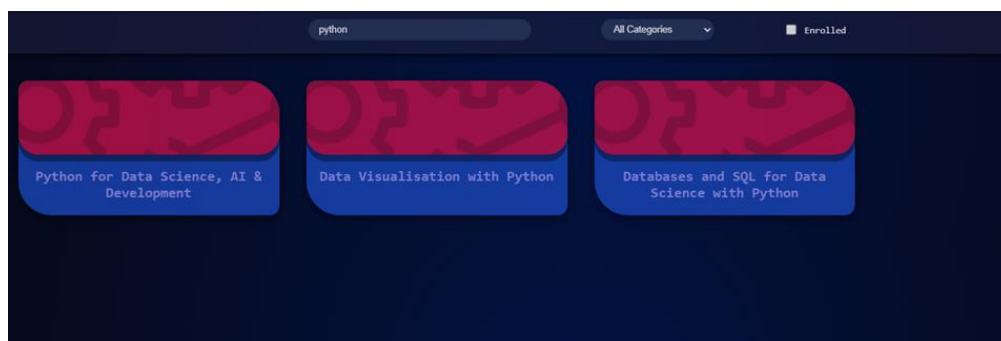 python
All Categories
Enrolled
Python for Data Science, AI &
Development
Data Visualisation with Python
Databases and SQL for Data
Science with Python